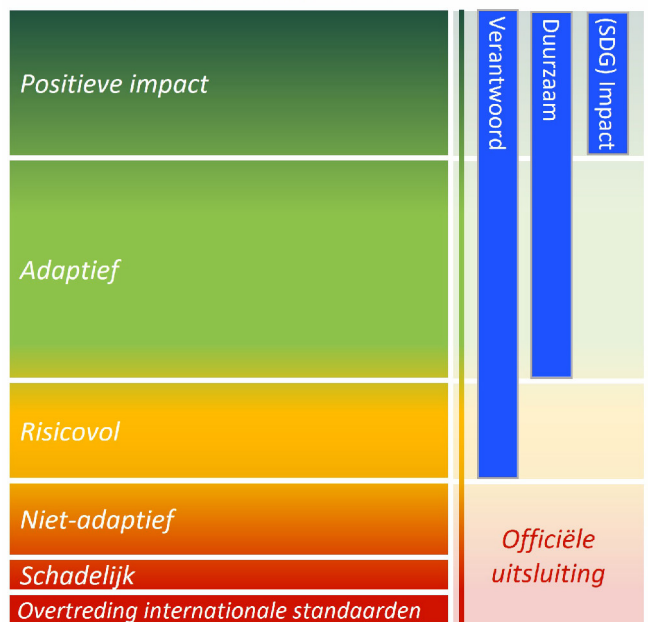 Positieve impact
Verantwoord
Duurzaam
(SDG) Impact
Adaptief
Risicovol
Niet-adaptief
Officiële
uitsluiting
Schadelijk
Overtreding internationale standaarden